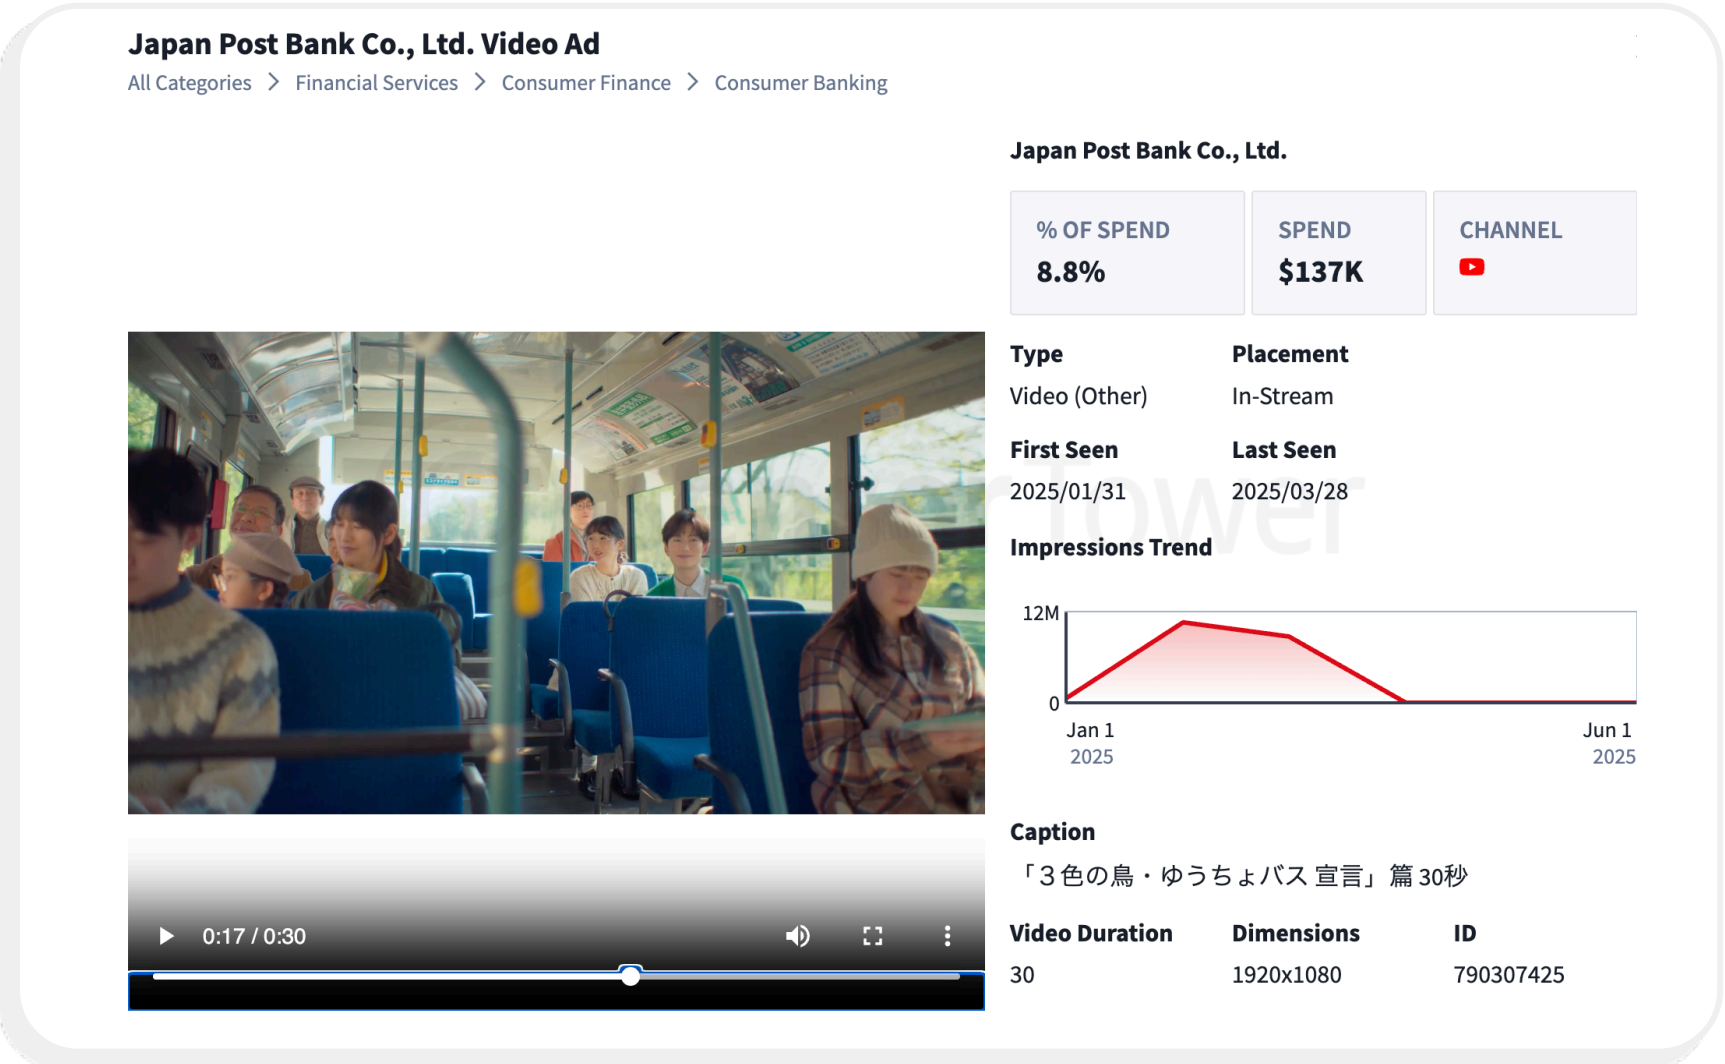 Japan Post Bank Co., Ltd. Video Ad
All Categories > Financial Services > Consumer Finance > Consumer Banking
Japan Post Bank Co., Ltd.
% OF SPEND
8.8%
SPEND
$137K
CHANNEL
Type
Video (Other)
Placement
In-Stream
First Seen
2025/01/31
Last Seen
2025/03/28
Tower
Impressions Trend
12M
0
Jan 1
2025
Jun 1
2025
Caption
「３色の鳥・ゆうちょバス 宣言」篇 30秒
Video Duration
30
Dimensions
1920x1080
ID
790307425
0:17 / 0:30